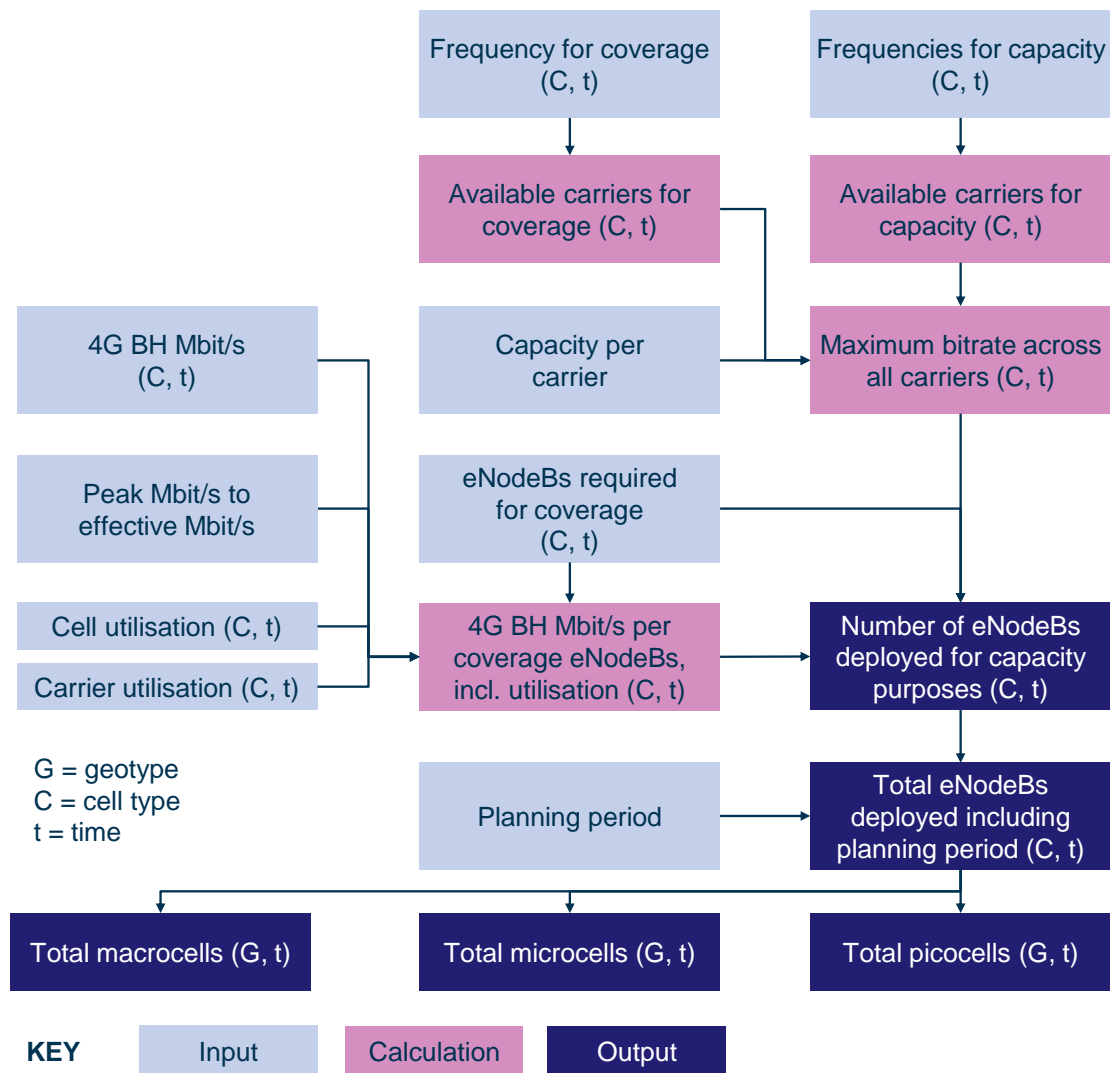 Frequency for coverage
(C, t)
Frequencies for capacity
(C, t)
Available carriers for
coverage (C, t)
Available carriers for
capacity (C, t)
4G BH Mbit/s
(C, t)
Capacity per
carrier
Maximum bitrate across
all carriers (C, t)
Peak Mbit/s to
effective Mbit/s
eNodeBs required
for coverage
(C, t)
Cell utilisation (C, t)
Carrier utilisation (C, t)
4G BH Mbit/s per
coverage eNodeBs,
incl. utilisation (C, t)
Number of eNodeBs
deployed for capacity
purposes (C, t)
G = geotype
C = cell type
t = time
Planning period
Total eNodeBs
deployed including
planning period (C, t)
Total macrocells (G, t)
Total microcells (G, t)
Total picocells (G, t)
KEY
Input
Calculation
Output